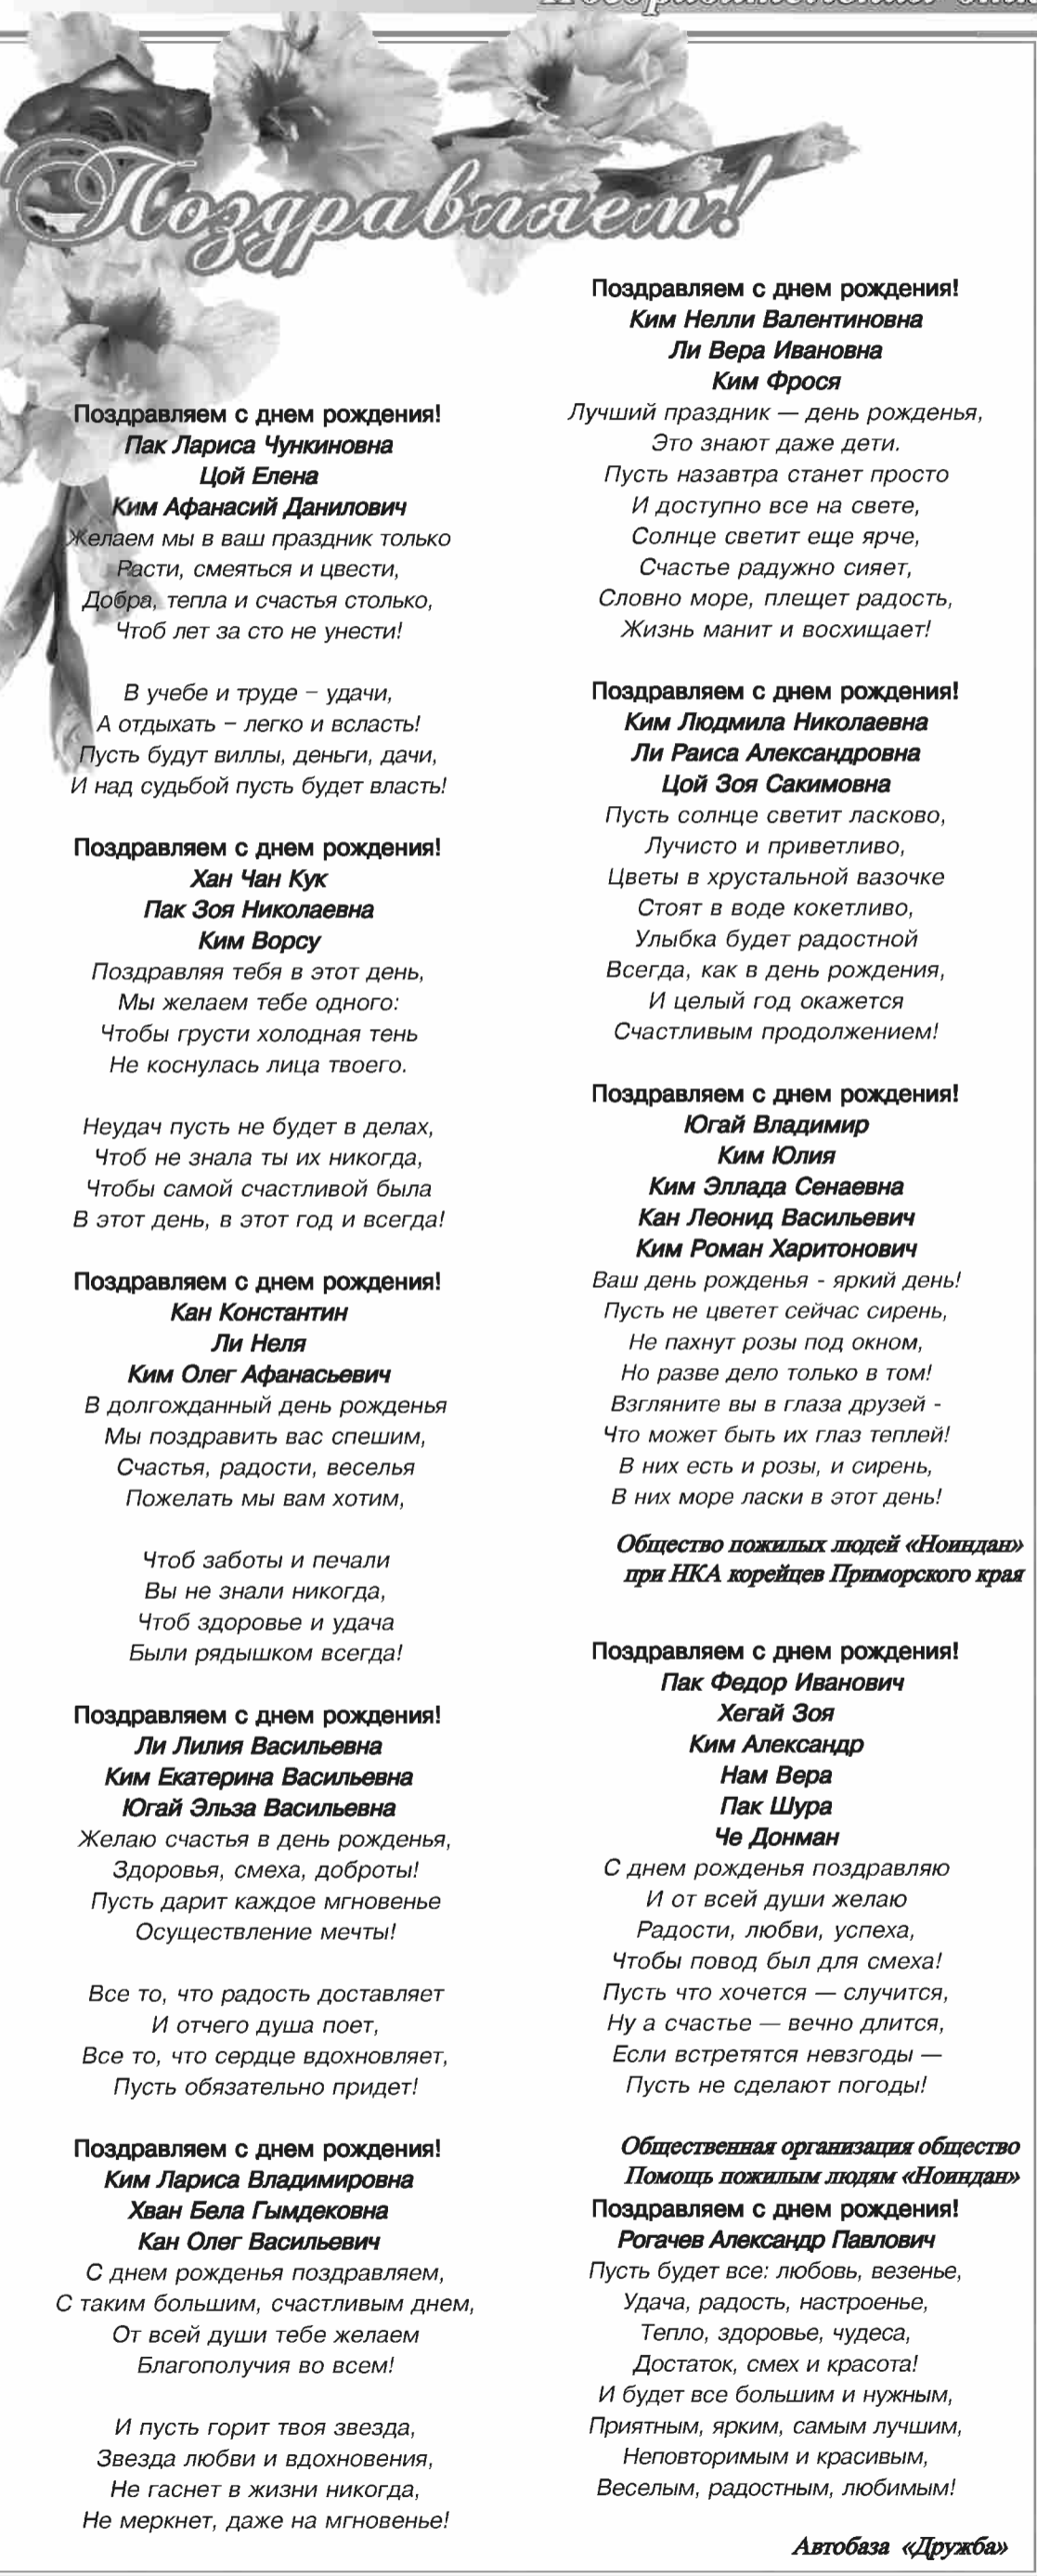 Поздравляем!
Поздравляем с днем рождения!
Пак Лариса Чункиновна
Цой Елена
Ким Афанасий Данилович
Желаем мы в ваш праздник только
Расти, смеяться и цвести,
Добра, тепла и счастья столько,
Чтоб лет за сто не унести!

В учебе и труде – удачи,
А отдыхать – легко и всласть!
Пусть будут виллы, деньги, дачи,
И над судьбой пусть будет власть!

Поздравляем с днем рождения!
Хан Чан Кук
Пак Зоя Николаевна
Ким Ворсу
Поздравляя тебя в этот день,
Мы желаем тебе одного:
Чтобы грусти холодная тень
Не коснулась лица твоего.

Неудач пусть не будет в делах,
Чтоб не знала ты их никогда,
Чтобы самой счастливой была
В этот день, в этот год и всегда!

Поздравляем с днем рождения!
Кан Константин
Ли Неля
Ким Олег Афанасьевич
В долгожданный день рожденья
Мы поздравить вас спешим,
Счастья, радости, веселья
Пожелать мы вам хотим,

Чтоб заботы и печали
Вы не знали никогда,
Чтоб здоровье и удача
Были рядышком всегда!

Поздравляем с днем рождения!
Ли Лилия Васильевна
Ким Екатерина Васильевна
Югай Эльза Васильевна
Желаю счастья в день рожденья,
Здоровья, смеха, доброты!
Пусть дарит каждое мгновенье
Осуществление мечты!

Все то, что радость доставляет
И отчего душа поет,
Все то, что сердце вдохновляет,
Пусть обязательно придет!

Поздравляем с днем рождения!
Ким Лариса Владимировна
Хван Бела Гымдековна
Кан Олег Васильевич
С днем рожденья поздравляем,
С таким большим, счастливым днем,
От всей души тебе желаем
Благополучия во всем!

И пусть горит твоя звезда,
Звезда любви и вдохновения,
Не гаснет в жизни никогда,
Не меркнет, даже на мгновенье!

Поздравляем с днем рождения!
Ким Нелли Валентиновна
Ли Вера Ивановна
Ким Фрося
Лучший праздник — день рожденья,
Это знают даже дети.
Пусть назавтра станет просто
И доступно все на свете,
Солнце светит еще ярче,
Счастье радужно сияет,
Словно море, плещет радость,
Жизнь манит и восхищает!

Поздравляем с днем рождения!
Ким Людмила Николаевна
Ли Раиса Александровна
Цой Зоя Сакимовна
Пусть солнце светит ласково,
Лучисто и приветливо,
Цветы в хрустальной вазочке
Стоят в воде кокетливо,
Улыбка будет радостной
Всегда, как в день рождения,
И целый год окажется
Счастливым продолжением!

Поздравляем с днем рождения!
Югай Владимир
Ким Юлия
Ким Эллада Сенаевна
Кан Леонид Васильевич
Ким Роман Харитонович
Ваш день рожденья - яркий день!
Пусть не цветет сейчас сирень,
Не пахнут розы под окном,
Но разве дело только в том!
Взгляните вы в глаза друзей -
Что может быть их глаз теплей!
В них есть и розы, и сирень,
В них море ласки в этот день!

Общество пожилых людей «Ноиндан»
при НКА корейцев Приморского края

Поздравляем с днем рождения!
Пак Федор Иванович
Хегай Зоя
Ким Александр
Нам Вера
Пак Шура
Че Донман
С днем рожденья поздравляю
И от всей души желаю
Радости, любви, успеха,
Чтобы повод был для смеха!
Пусть что хочется — случится,
Ну а счастье — вечно длится,
Если встретятся невзгоды —
Пусть не сделают погоды!

Общественная организация общество
Помощь пожилым людям «Ноиндан»
Поздравляем с днем рождения!
Рогачев Александр Павлович
Пусть будет все: любовь, везенье,
Удача, радость, настроенье,
Тепло, здоровье, чудеса,
Достаток, смех и красота!
И будет все большим и нужным,
Приятным, ярким, самым лучшим,
Неповторимым и красивым,
Веселым, радостным, любимым!

Автобаза «Дружба»